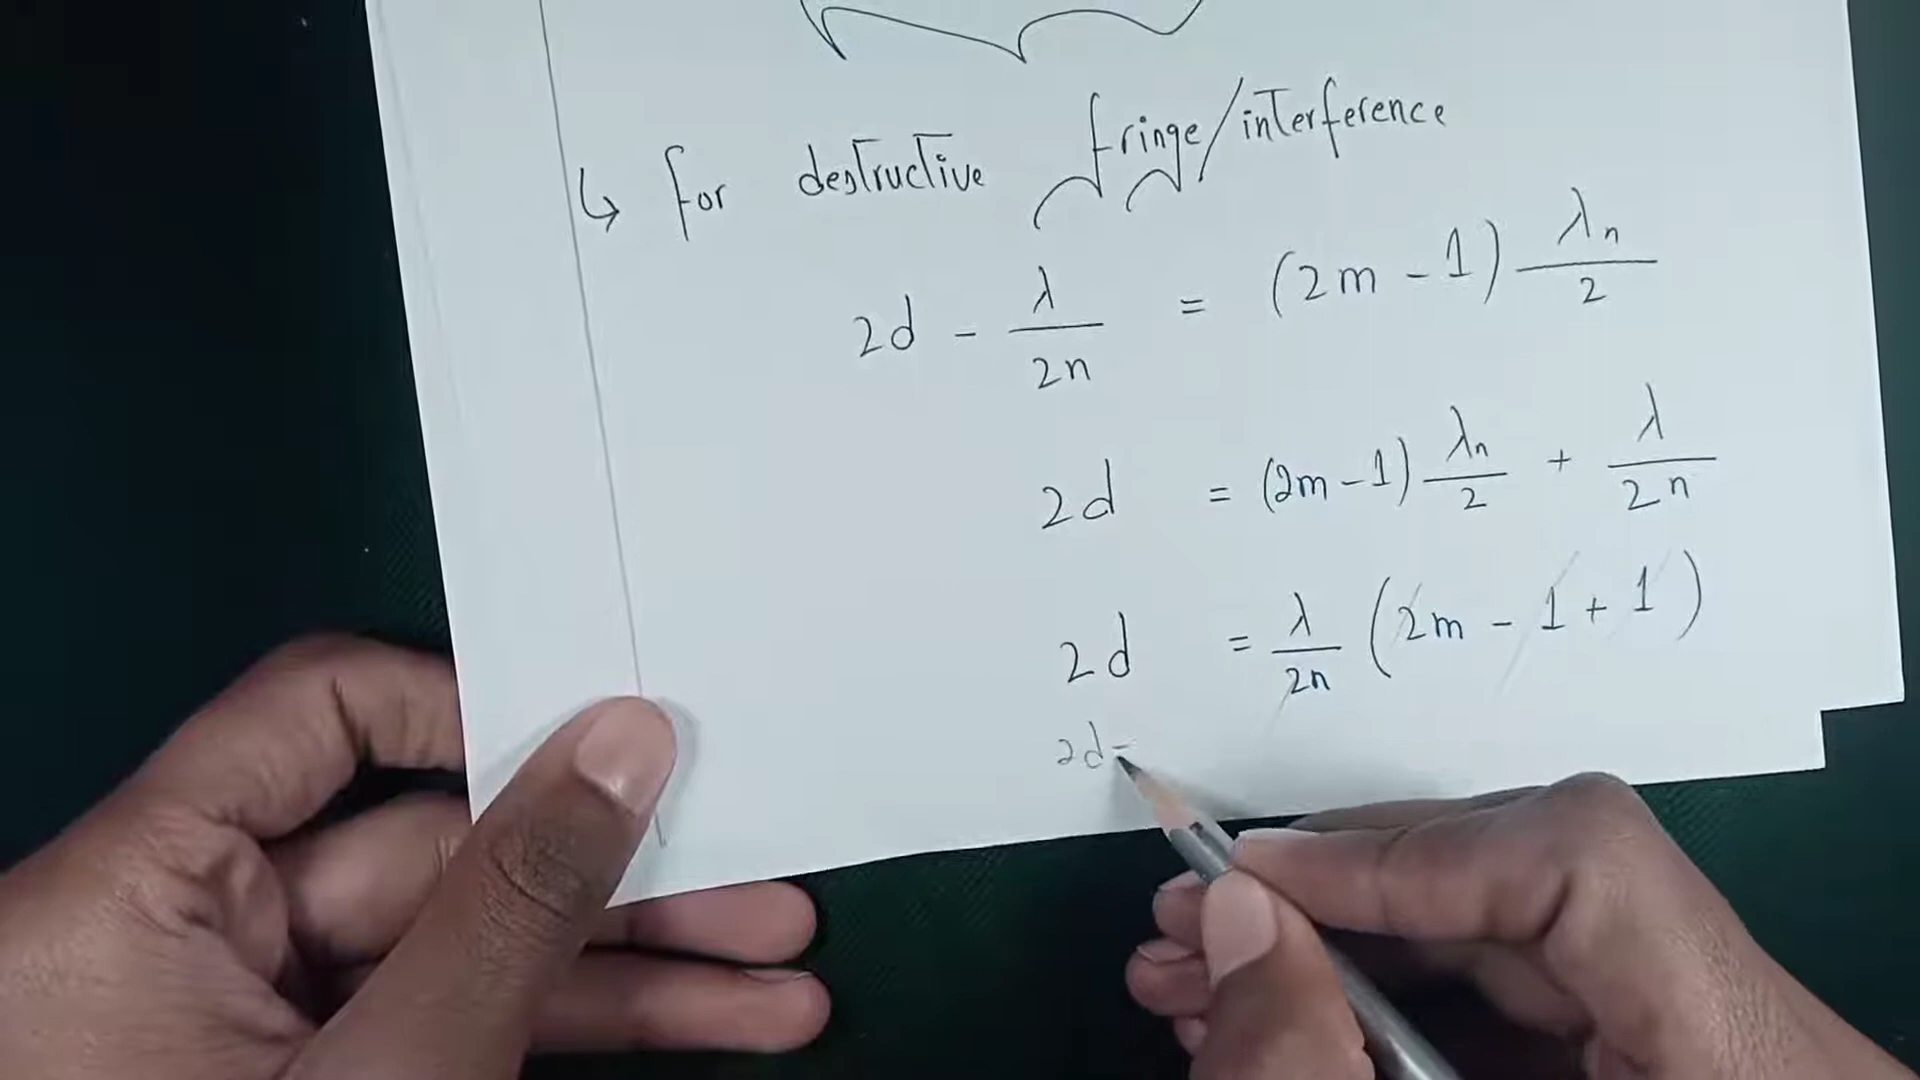 ↳ for destructive fringe/interference
2d - λ/2n = (2m - 1) λn/2
2d = (2m - 1) λn/2 + λ/2n
2d = λ/2n (2m - 1 + 1)
2d=